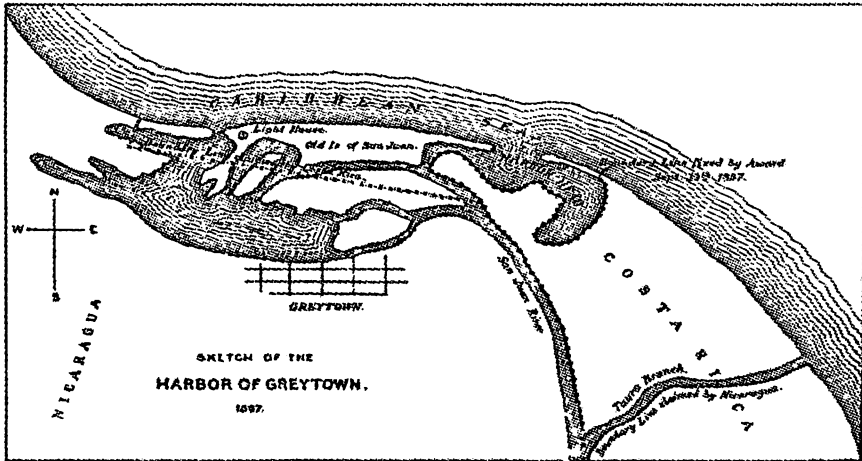 CARIBBEAN
SEA
Light House.
Old Is of San Juan.
Boundary Line fixed by Award
Sept. 30th 1897.
N
W E
S
San Juan River
COSTA RICA
GREYTOWN.
NICARAGUA
SKETCH OF THE
HARBOR OF GREYTOWN.
1897.
Taura Branch.
Boundary Line claimed by Nicaragua.